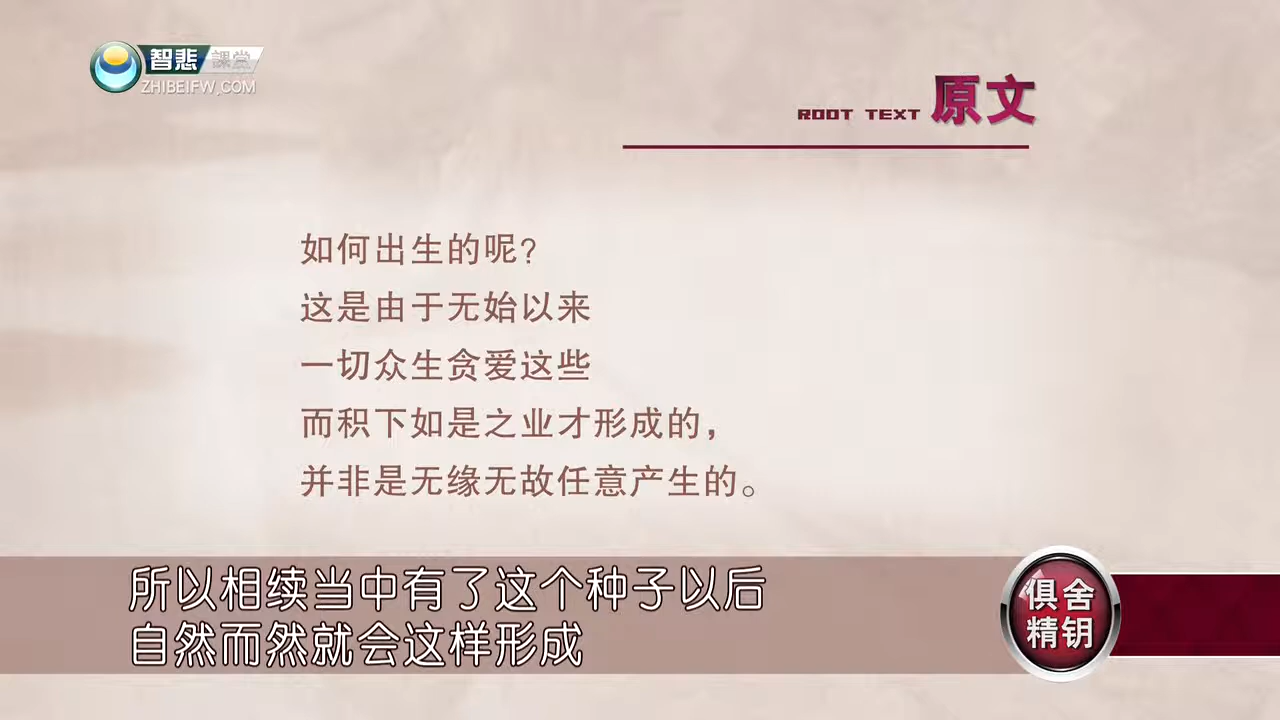 智悲課堂
ZHIBEIFW.COM
ROOT TEXT 原文
如何出生的呢?
这是由于无始以来
一切众生贪爱这些
而积下如是之业才形成的，
并非是无缘无故任意产生的。
所以相续当中有了这个种子以后
自然而然就会这样形成
俱舍
精钥